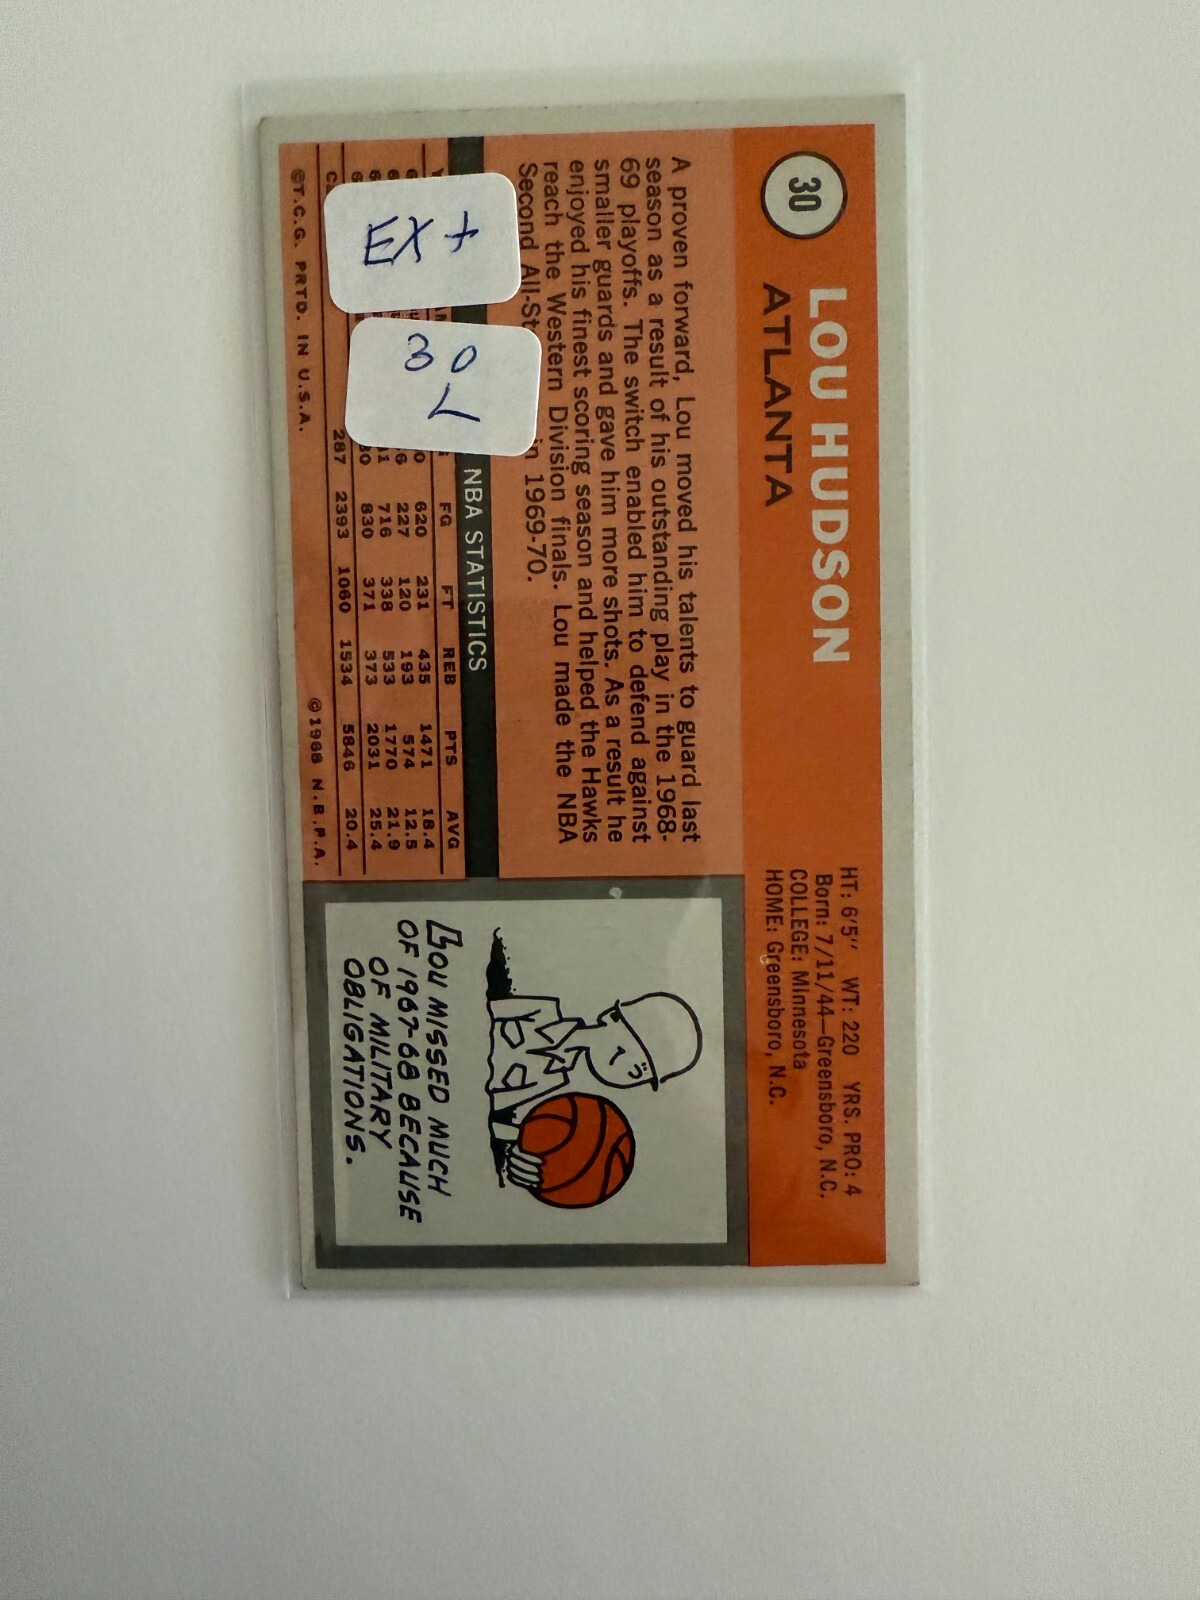 30
LOU HUDSON
ATLANTA
HT: 6'5" WT: 220 YRS. PRO: 4
Born: 7/11/44—Greensboro, N.C.
COLLEGE: Minnesota
HOME: Greensboro, N.C.
A proven forward, Lou moved his talents to guard last
season as a result of his outstanding play in the 1968-
69 playoffs. The switch enabled him to defend against
smaller guards and gave him more shots. As a result he
enjoyed his finest scoring season and helped the Hawks
reach the Western Division finals. Lou made the NBA
Second in 1969-70.
NBA STATISTICS
FG FT REB PTS AVG
620 231 435 1471 18.4
227 120 193 574 12.5
716 338 533 1770 21.9
830 371 373 2031 25.4
287 2393 1060 1534 5846 20.4
©T.C.G. PRTD. IN U.S.A.
©1968 N.B.P.A.
EX+
30
LOU MISSED MUCH
OF 1967-68 BECAUSE
OF MILITARY
OBLIGATIONS.